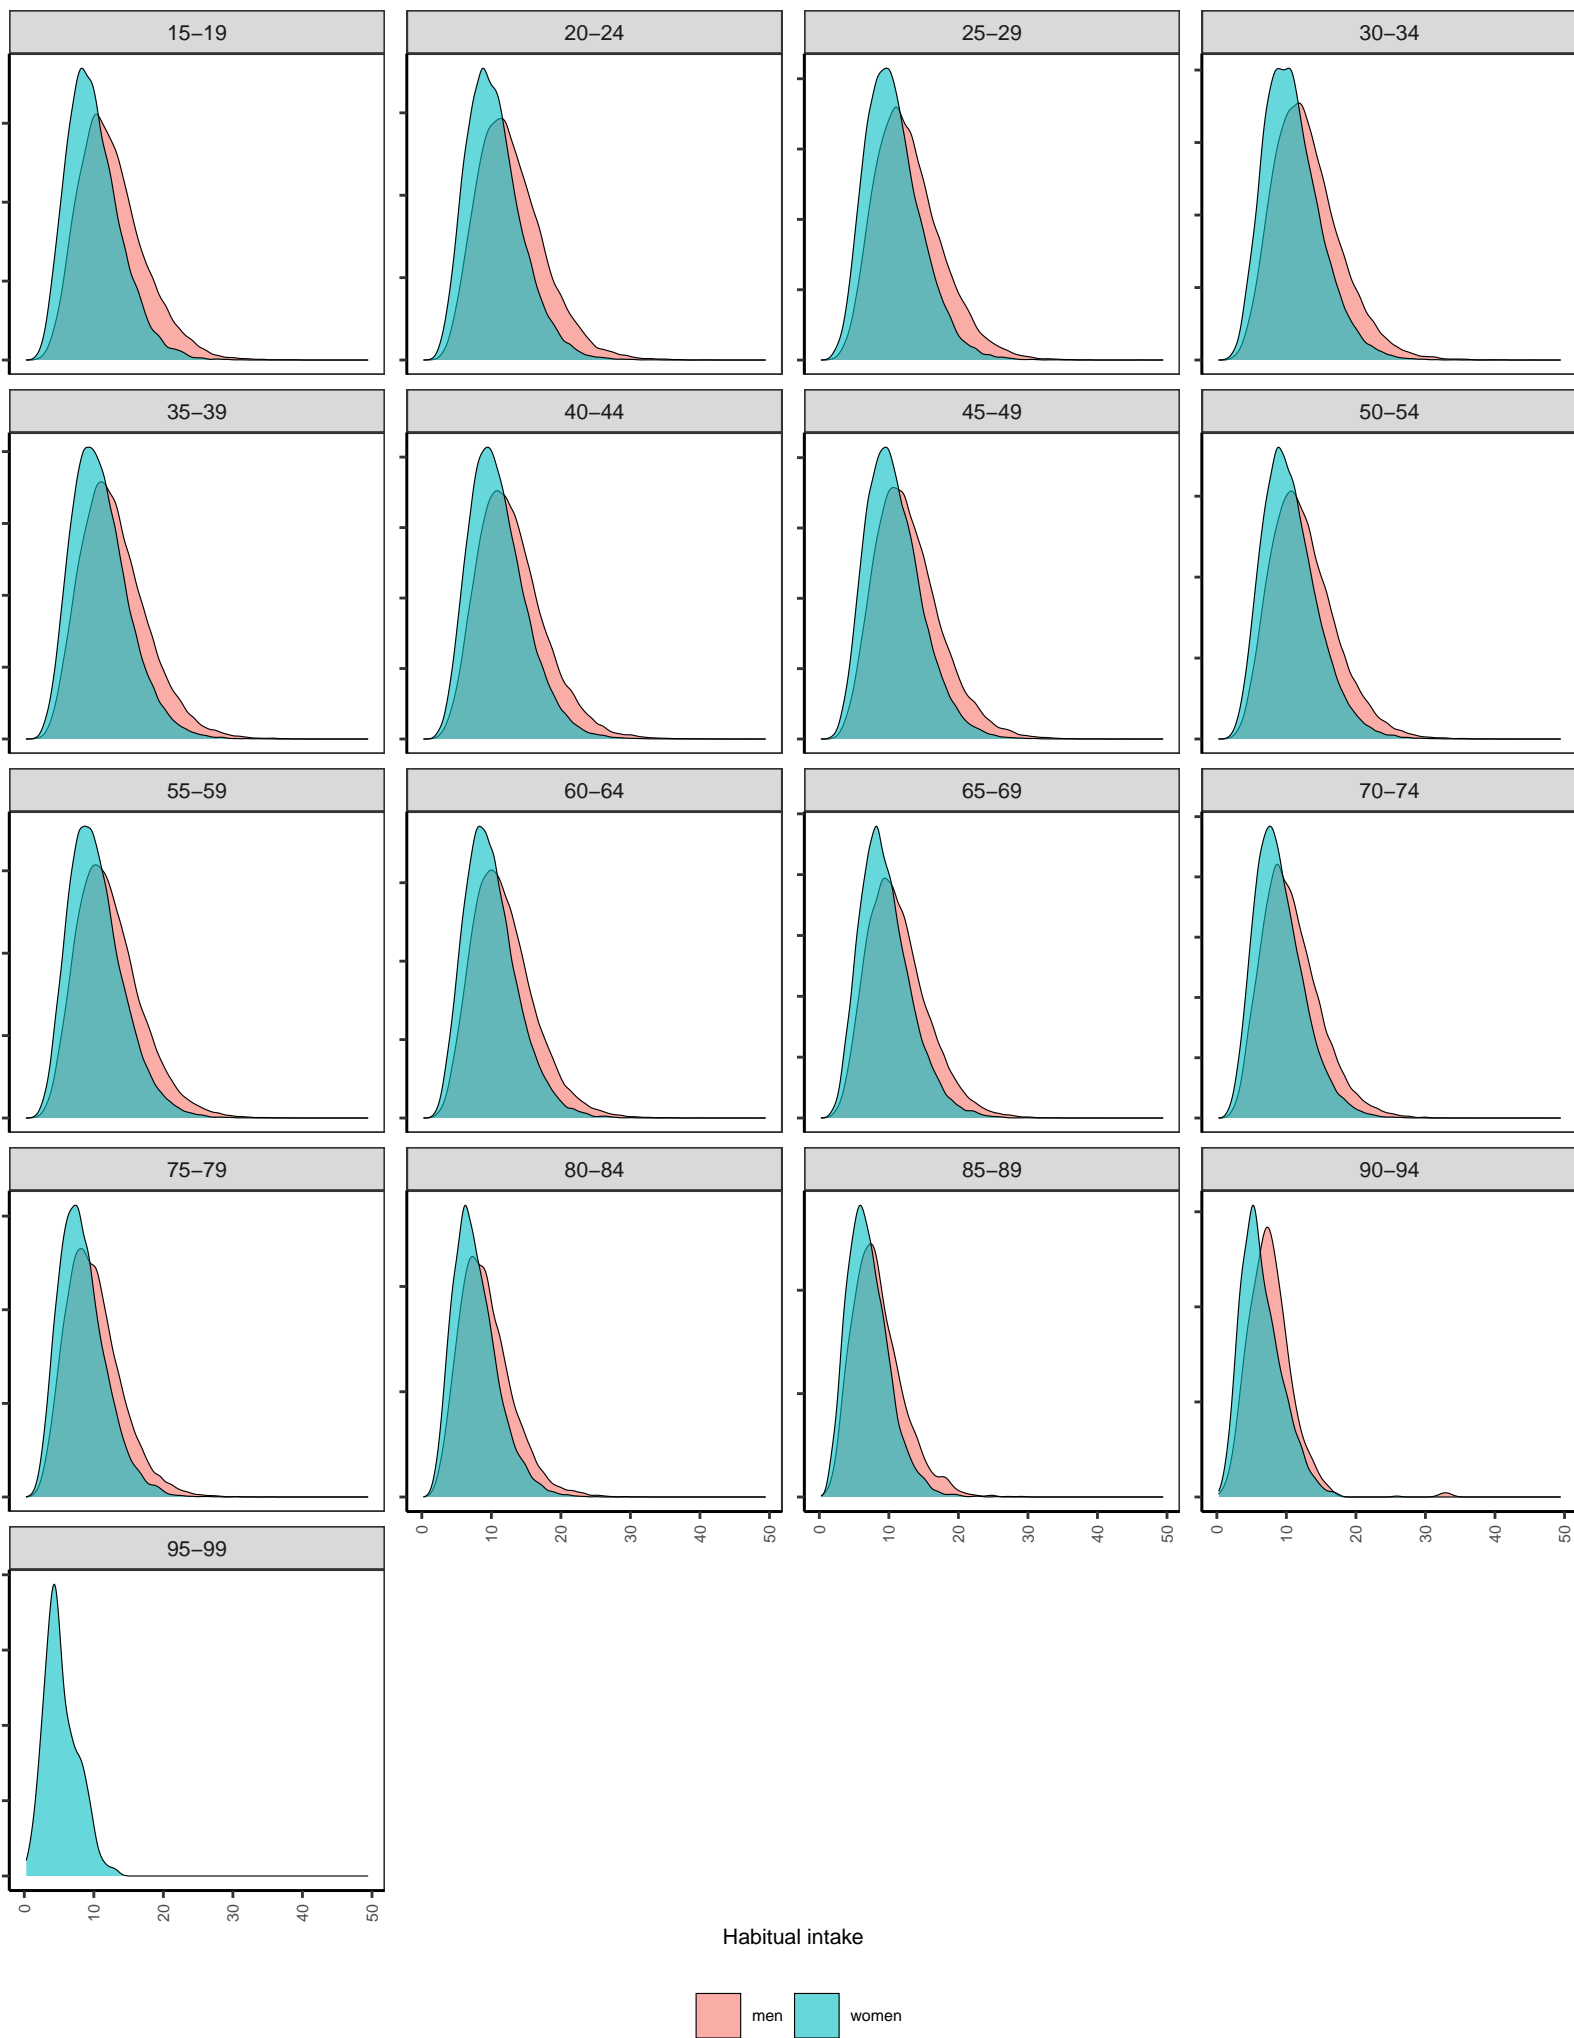 15–19 20–24 25–29 30–34
35–39 40–44 45–49 50–54
55–59 60–64 65–69 70–74
75–79 80–84 85–89 90–94
0 10 20 30 40 50 0 10 20 30 40 50 0 10 20 30 40 50
95–99
0 10 20 30 40 50
Habitual intake
men women